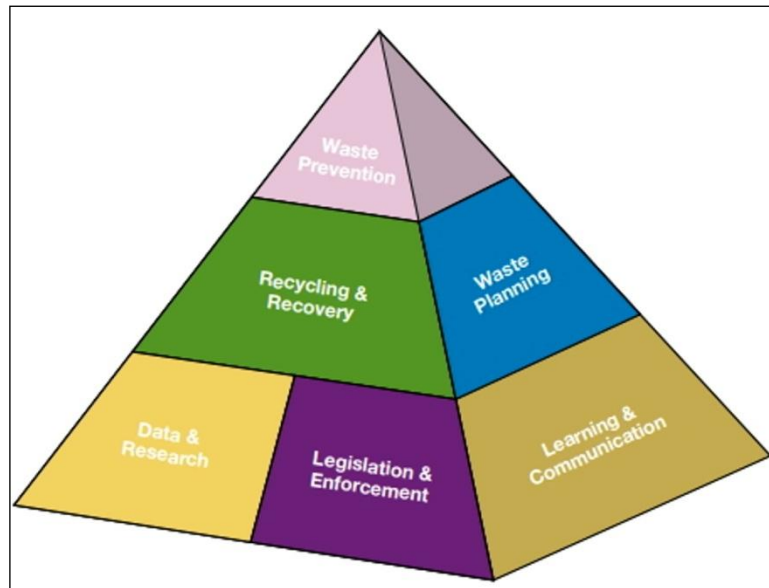 Waste
Prevention
Recycling &
Recovery
Waste
Planning
Data &
Research
Legislation &
Enforcement
Learning &
Communication